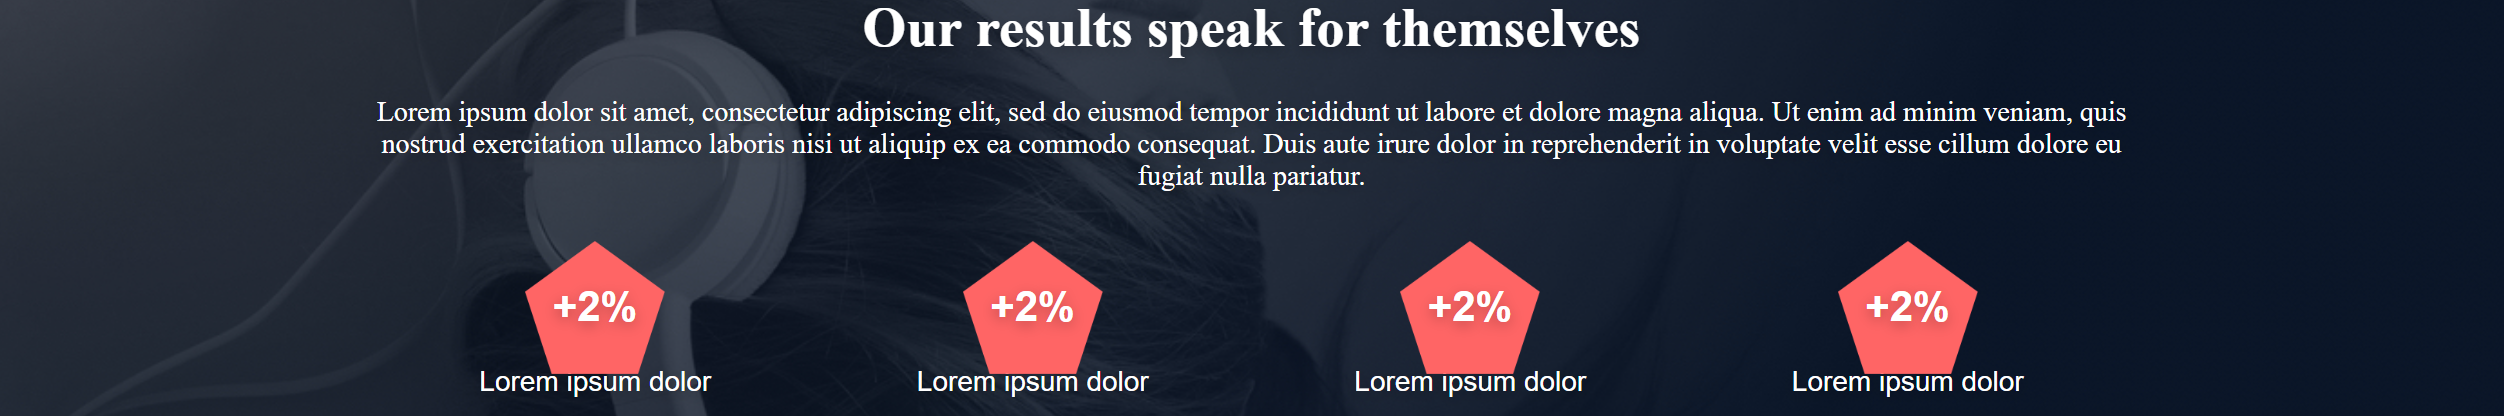 Our results speak for themselves
Lorem ipsum dolor sit amet, consectetur adipiscing elit, sed do eiusmod tempor incididunt ut labore et dolore magna aliqua. Ut enim ad minim veniam, quis
nostrud exercitation ullamco laboris nisi ut aliquip ex ea commodo consequat. Duis aute irure dolor in reprehenderit in voluptate velit esse cillum dolore eu
fugiat nulla pariatur.
+2% +2% +2% +2%
Lorem ipsum dolor Lorem ipsum dolor Lorem ipsum dolor Lorem ipsum dolor